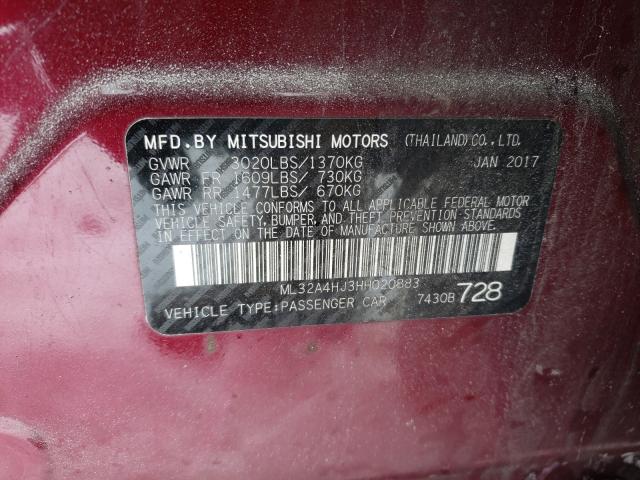 MFD.BY MITSUBISHI MOTORS (THAILAND)CO.,LTD.
GVWR 3020LBS/1370KG JAN 2017
GAWR FR 1609LBS/ 730KG
GAWR RR 1477LBS/ 670KG
THIS VEHICLE CONFORMS TO ALL APPLICABLE FEDERAL MOTOR
VEHICLE SAFETY, BUMPER, AND THEFT PREVENTION STANDARDS
IN EFFECT ON THE DATE OF MANUFACTURE SHOWN ABOVE.
ML32A4HJ3HH020883
VEHICLE TYPE:PASSENGER CAR 7430B 728